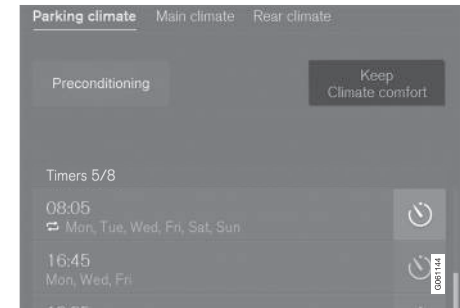 Parking climate Main climate Rear climate
Preconditioning
Keep
Climate comfort
Timers 5/8
08:05
Mon, Tue, Wed, Fri, Sat, Sun
16:45
Mon, Wed, Fri
G061144